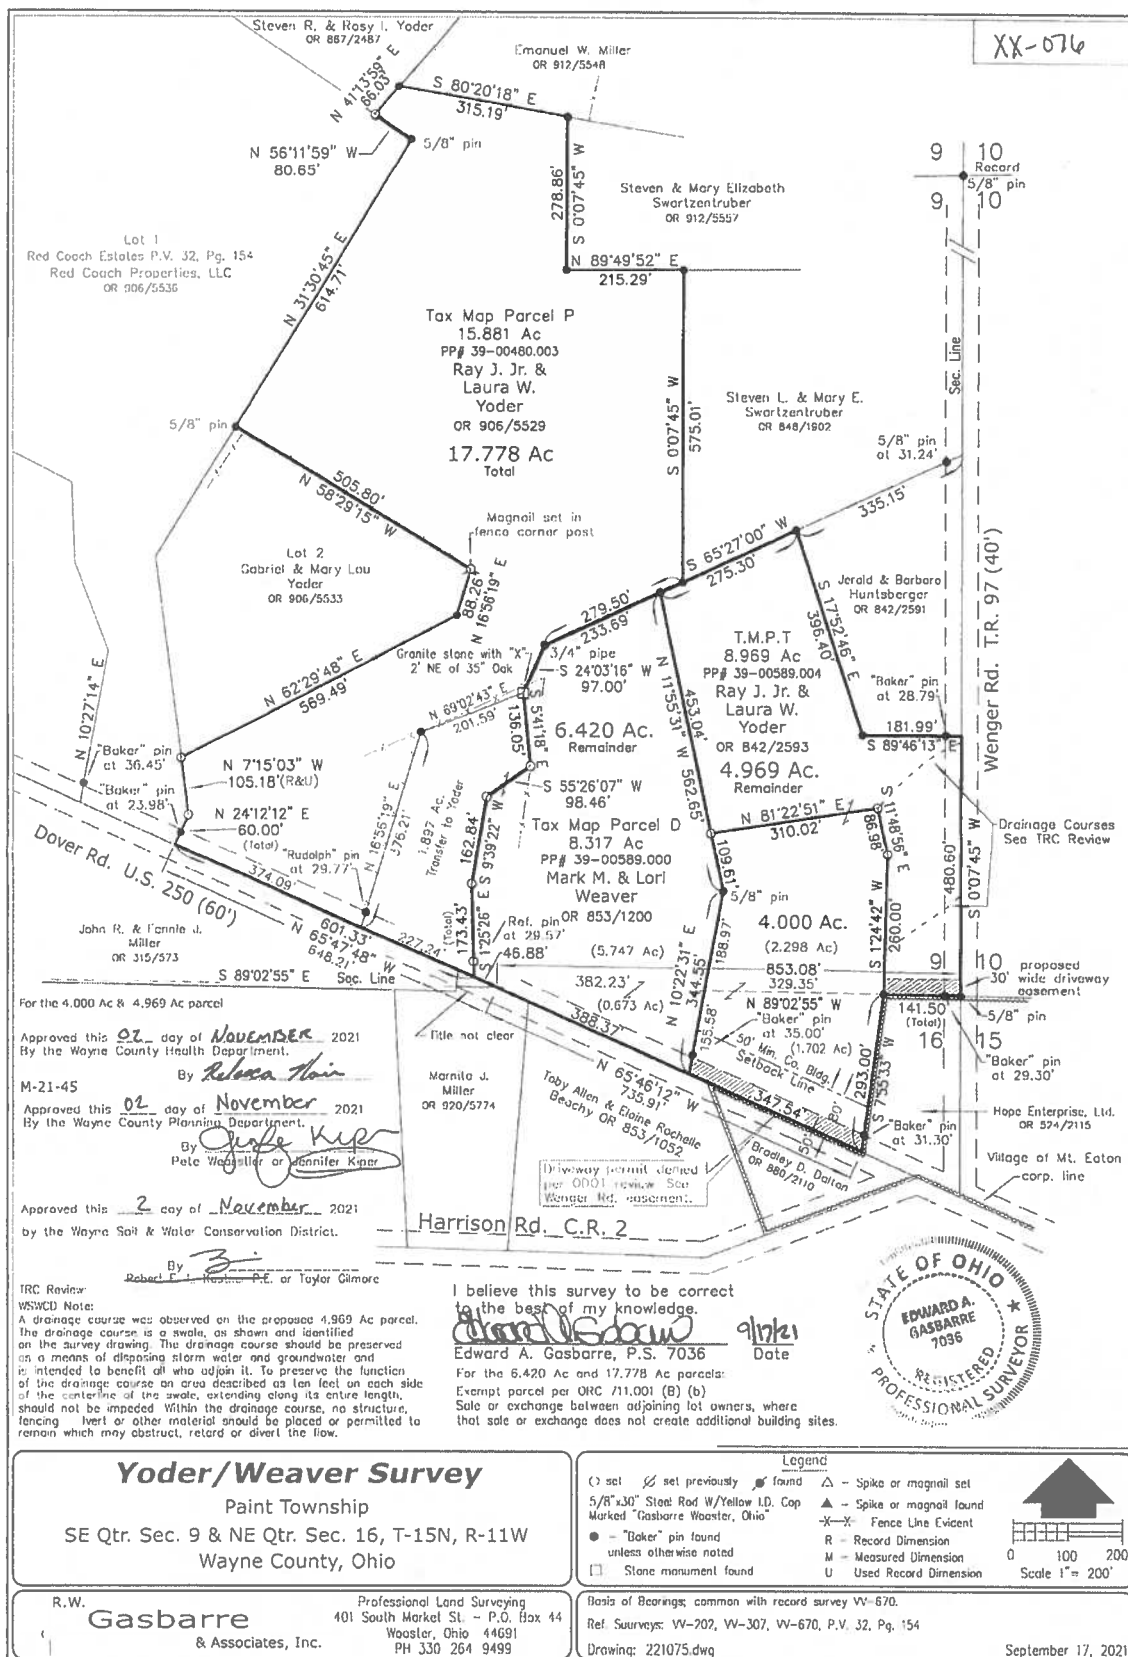 XX-076
Steven R. & Rosy I. Yoder
OR 887/2487
Emanuel W. Miller
OR 912/5548
N 41°13'59" E
66.03'
S 80°20'18" E
315.19'
N 56°11'59" W
80.65'
5/8" pin
S 0°07'45" W
278.86'
Steven & Mary Elizabeth
Swartzentruber
OR 912/5557
9 10
Record
5/8" pin
9 10
N 89°49'52" E
215.29'
Lot 1
Red Coach Estates P.V. 32, Pg. 154
Red Coach Properties, LLC
OR 906/5536
N 31°30'45" E
614.71'
Tax Map Parcel P
15.881 Ac
PP# 39-00480.003
Ray J. Jr. &
Laura W.
Yoder
OR 906/5529
17.778 Ac
Total
Sec. Line
S 0°07'45" W
575.01'
Steven L. & Mary E.
Swartzentruber
OR 848/1902
5/8" pin
5/8" pin
at 31.24'
505.80'
N 58°29'15" W
335.15'
Magnail set in
fence corner post
S 65°27'00" W
275.30'
Wenger Rd. T.R. 97 (40')
Lot 2
Gabriel & Mary Lou
Yoder
OR 906/5533
88.26'
N 16°56'19" E
Jerald & Barbara
Huntsberger
OR 842/2591
S 17°52'46" E
396.40'
279.50'
233.69'
3/4" pipe
Granite stone with "X"
2' NE of 35" Oak
S 24°03'16" W
97.00'
T.M.P.T
8.969 Ac
PP# 39-00589.004
Ray J. Jr. &
Laura W.
Yoder
OR 842/2593
4.969 Ac.
Remainder
"Baker" pin
at 28.79'
181.99'
S 89°46'13" E
N 62°29'48" E
569.49'
N 69°02'43" E
201.59'
S 5°41'18" E
136.05'
6.420 Ac.
Remainder
N 11°55'31" W
453.04'
562.65'
N 10°27'14" E
"Baker" pin
at 36.45'
N 7°15'03" W
105.18'(R&U)
"Baker" pin
at 23.98'
N 24°12'12" E
60.00'
(Total)
S 55°26'07" W
98.46'
N 81°22'51" E
310.02'
S 11°48'56" E
86.68'
Drainage Courses
See TRC Review
N 16°56'19" E
376.21'
1.897 Ac.
Transfer to Yoder
S 9°39'22" W
162.84'
Tax Map Parcel D
8.317 Ac
PP# 39-00589.000
Mark M. & Lori
Weaver
OR 853/1200
109.61'
5/8" pin
480.60'
S 0°07'45" W
Dover Rd. U.S. 250 (60')
374.09'
"Rudolph" pin
at 29.77'
601.33'
N 65°47'48" W
648.21'
227.24'
(Total)
173.43'
S 1°25'26" E
Ref. pin
at 29.57'
46.88'
(5.747 Ac)
4.000 Ac.
(2.298 Ac)
S 1°24'42" W
260.00'
188.97'
N 10°22'31" E
344.55'
155.58'
John R. & Fannie J.
Miller
OR 315/573
S 89°02'55" E Sec. Line
853.08'
329.35'
382.23'
(0.673 Ac)
388.37'
N 89°02'55" W
9 10
proposed
30' wide driveway
easement
141.50'
(Total)
5/8" pin
16 15
"Baker" pin
at 35.00'
(1.702 Ac)
50' Min. Co. Bldg.
Setback Line
"Baker" pin
at 29.30'
293.00'
S 7°55'33" W
347.54'
50'
80'
Title not clear
Marnita J.
Miller
OR 920/5774
N 65°46'12" W
735.91'
Toby Allen & Elaine Rochelle
Beachy OR 853/1052
"Baker" pin
at 31.30'
Hope Enterprise, Ltd.
OR 524/2115
Bradley D. Dalton
OR 880/2110
Village of Mt. Eaton
corp. line
Driveway permit denied
per ODOT review. See
Wenger Rd. easement.
Harrison Rd. C.R. 2
For the 4.000 Ac & 4.969 Ac parcel
Approved this 02 day of NOVEMBER 2021
By the Wayne County Health Department.
By
M-21-45
Approved this 02 day of November 2021
By the Wayne County Planning Department.
By
Pete Wearstler or Jennifer Kiper
Approved this 2 day of November 2021
by the Wayne Soil & Water Conservation District.
By
P.E. or Taylor Gilmore
TRC Review:
WSWCD Note:
A drainage course was observed on the proposed 4.969 Ac parcel.
The drainage course is a swale, as shown and identified
on the survey drawing. The drainage course should be preserved
as a means of disposing storm water and groundwater and
is intended to benefit all who adjoin it. To preserve the function
of the drainage course an area described as ten feet on each side
of the centerline of the swale, extending along its entire length,
should not be impeded Within the drainage course, no structure,
fencing lvert or other material should be placed or permitted to
remain which may obstruct, retard or divert the flow.
I believe this survey to be correct
to the best of my knowledge.
9/17/21
Edward A. Gasbarre, P.S. 7036 Date
For the 6.420 Ac and 17.778 Ac parcels:
Exempt parcel per ORC 711.001 (B) (b)
Sale or exchange between adjoining lot owners, where
that sale or exchange does not create additional building sites.
STATE OF OHIO
EDWARD A.
GASBARRE
7036
REGISTERED
PROFESSIONAL SURVEYOR
Yoder/Weaver Survey
Paint Township
SE Qtr. Sec. 9 & NE Qtr. Sec. 16, T-15N, R-11W
Wayne County, Ohio
Legend
set set previously found
5/8"x30" Steel Rod W/Yellow I.D. Cap
Marked "Gasbarre Wooster, Ohio"
- "Baker" pin found
unless otherwise noted
Stone monument found
- Spike or magnail set
- Spike or magnail found
-X-X- Fence Line Evident
R - Record Dimension
M - Measured Dimension
U Used Record Dimension
0 100 200
Scale 1"= 200'
R.W.
Gasbarre
& Associates, Inc.
Professional Land Surveying
401 South Market St. - P.O. Box 44
Wooster, Ohio 44691
PH 330 264 9499
Basis of Bearings; common with record survey VV-670.
Ref. Surveys: VV-202, VV-307, VV-670, P.V. 32, Pg. 154
Drawing: 221075.dwg
September 17, 2021